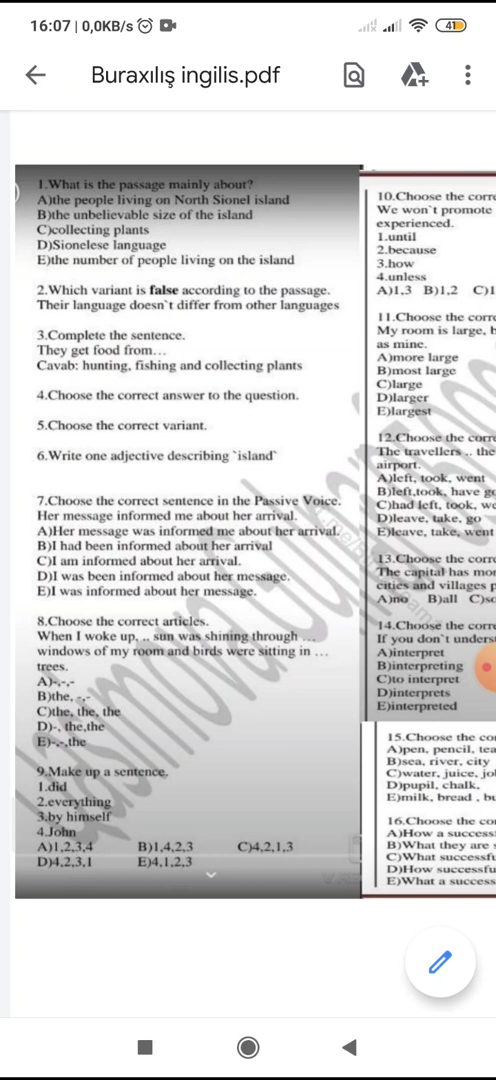 16:07 | 0,0KB/s
41
Buraxılış ingilis.pdf
1.What is the passage mainly about?
A)the people living on North Sionel island
B)the unbelievable size of the island
C)collecting plants
D)Sionelese language
E)the number of people living on the island
2.Which variant is false according to the passage.
Their language doesn`t differ from other languages
3.Complete the sentence.
They get food from…
Cavab: hunting, fishing and collecting plants
4.Choose the correct answer to the question.
5.Choose the correct variant.
6.Write one adjective describing `island`
7.Choose the correct sentence in the Passive Voice.
Her message informed me about her arrival.
A)Her message was informed me about her arrival.
B)I had been informed about her arrival
C)I am informed about her arrival.
D)I was been informed about her message.
E)I was informed about her message.
8.Choose the correct articles.
When I woke up, .. sun was shining through …
windows of my room and birds were sitting in …
trees.
A)-,-,-
B)the, -,-
C)the, the, the
D)-, the,the
E)-,-,the
9.Make up a sentence.
1.did
2.everything
3.by himself
4.John
A)1,2,3,4 B)1,4,2,3 C)4,2,1,3
D)4,2,3,1 E)4,1,2,3
10.Choose the corre
We won`t promote
experienced.
1.until
2.because
3.how
4.unless
A)1,3 B)1,2 C)1
11.Choose the corre
My room is large, h
as mine.
A)more large
B)most large
C)large
D)larger
E)largest
12.Choose the corre
The travellers .. the
airport.
A)left, took, went
B)left,took, have go
C)had left, took, we
D)leave, take, go
E)leave, take, went
13.Choose the corre
The capital has mor
cities and villages p
A)no B)all C)so
14.Choose the corre
If you don`t unders
A)interpret
B)interpreting
C)to interpret
D)interprets
E)interpreted
15.Choose the cor
A)pen, pencil, tea
B)sea, river, city
C)water, juice, jol
D)pupil, chalk,
E)milk, bread , bu
16.Choose the cor
A)How a success
B)What they are s
C)What successfu
D)How successfu
E)What a success